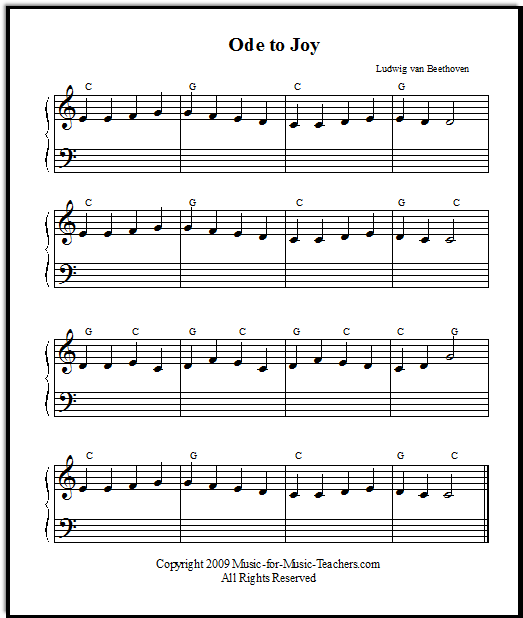 Ode to Joy
Ludwig van Beethoven
C G C G
C G C G C
G C G C G C C G
C G C G C
Copyright 2009 Music-for-Music-Teachers.com
All Rights Reserved